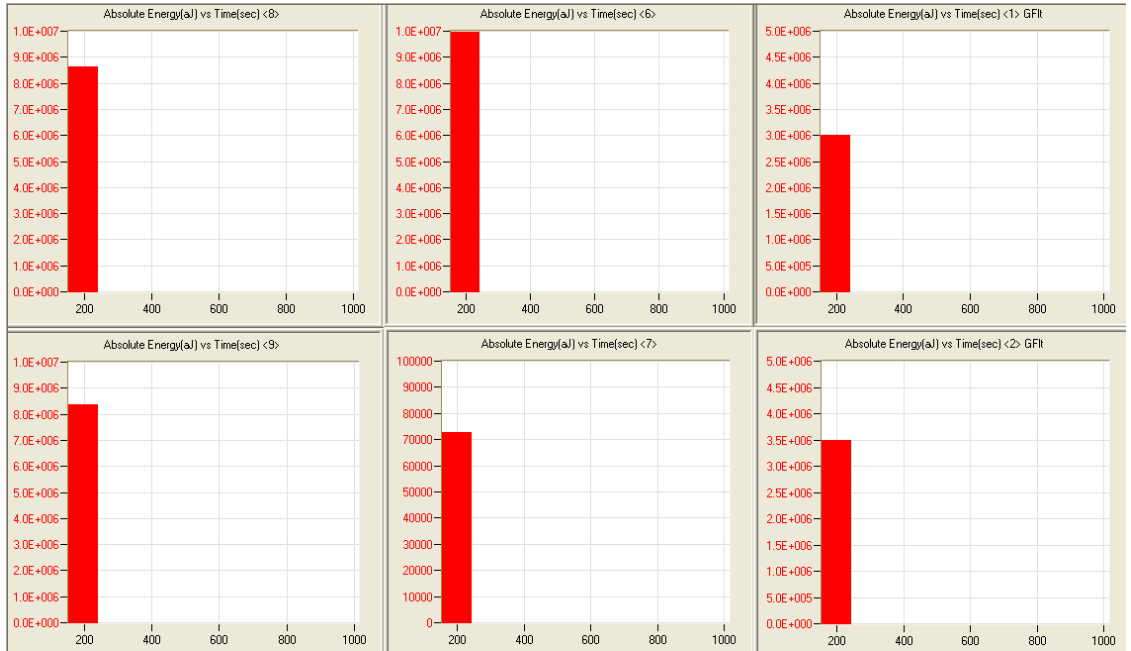 Absolute Energy(aJ) vs Time(sec) <8>
1.0E+007
9.0E+006
8.0E+006
7.0E+006
6.0E+006
5.0E+006
4.0E+006
3.0E+006
2.0E+006
1.0E+006
0.0E+000
200 400 600 800 1000
Absolute Energy(aJ) vs Time(sec) <6>
1.0E+007
9.0E+006
8.0E+006
7.0E+006
6.0E+006
5.0E+006
4.0E+006
3.0E+006
2.0E+006
1.0E+006
0.0E+000
200 400 600 800 1000
Absolute Energy(aJ) vs Time(sec) <1> GFlt
5.0E+006
4.5E+006
4.0E+006
3.5E+006
3.0E+006
2.5E+006
2.0E+006
1.5E+006
1.0E+006
5.0E+005
0.0E+000
200 400 600 800 1000
Absolute Energy(aJ) vs Time(sec) <9>
1.0E+007
9.0E+006
8.0E+006
7.0E+006
6.0E+006
5.0E+006
4.0E+006
3.0E+006
2.0E+006
1.0E+006
0.0E+000
200 400 600 800 1000
Absolute Energy(aJ) vs Time(sec) <7>
100000
90000
80000
70000
60000
50000
40000
30000
20000
10000
0
200 400 600 800 1000
Absolute Energy(aJ) vs Time(sec) <2> GFlt
5.0E+006
4.5E+006
4.0E+006
3.5E+006
3.0E+006
2.5E+006
2.0E+006
1.5E+006
1.0E+006
5.0E+005
0.0E+000
200 400 600 800 1000